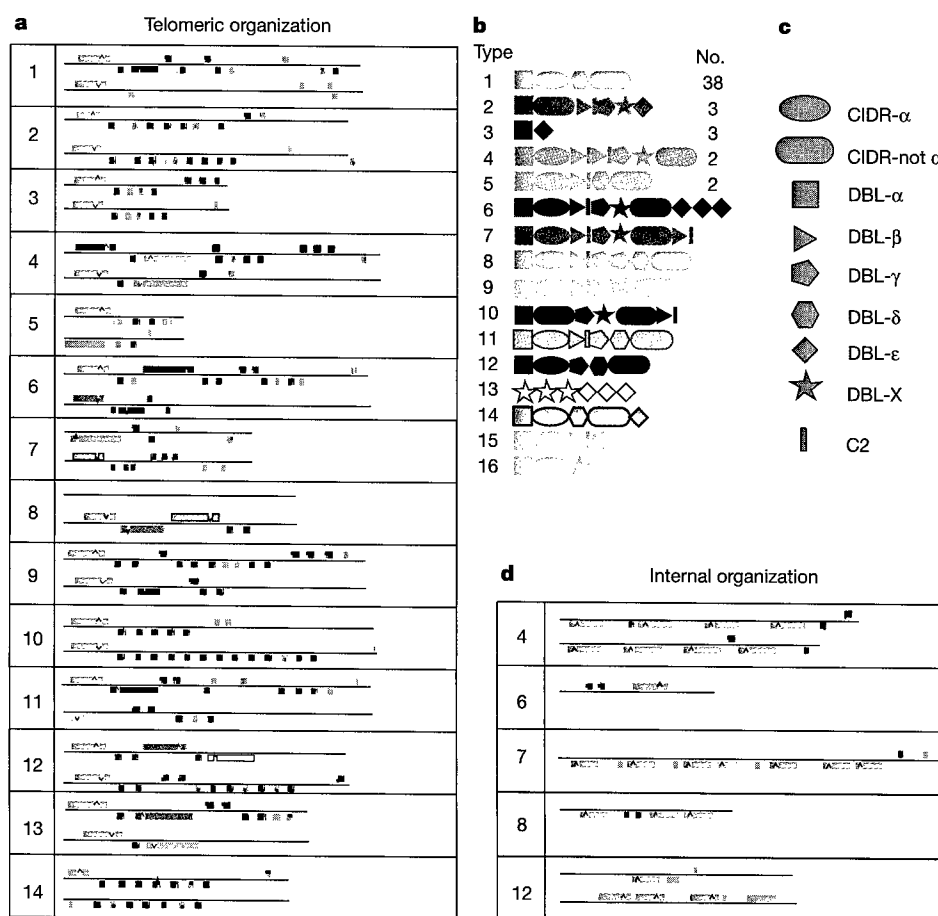 a
Telomeric organization
1
2
3
4
5
6
7
8
9
10
11
12
13
14
b
Type No.
1 38
2 3
3 3
4 2
5 2
6
7
8
9
10
11
12
13
14
15
16
c
CIDR-α
CIDR-not α
DBL-α
DBL-β
DBL-γ
DBL-δ
DBL-ε
DBL-X
C2
d
Internal organization
4
6
7
8
12